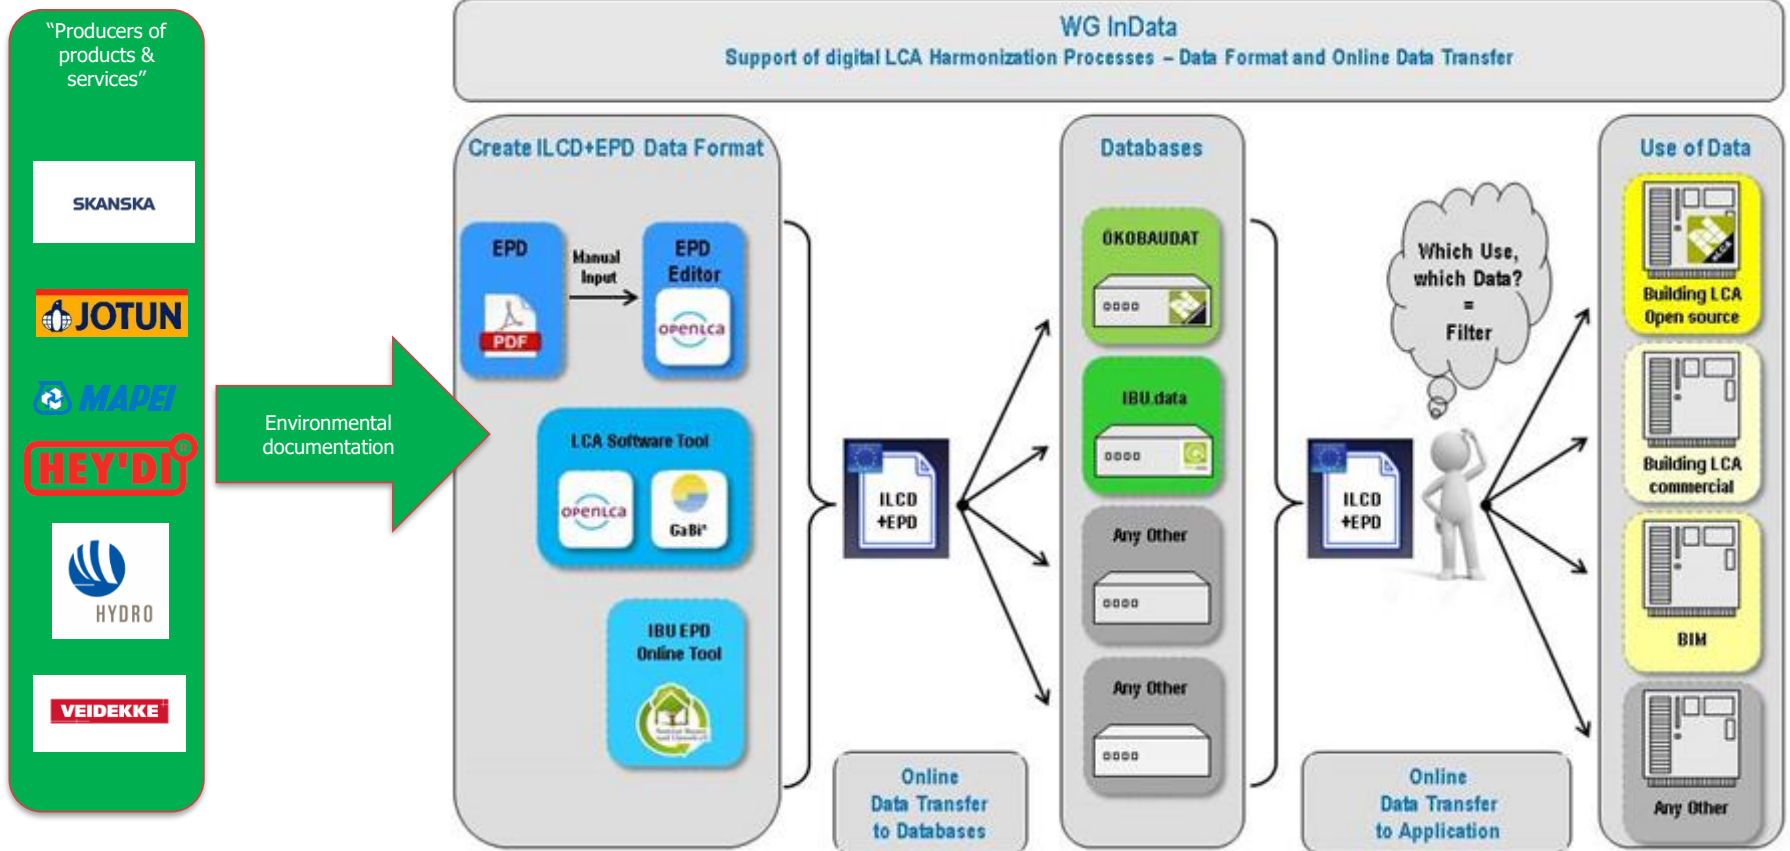 “Producers of
products &
services”
SKANSKA
JOTUN
MAPEI
HEY'DI
HYDRO
VEIDEKKE
Environmental
documentation
WG InData
Support of digital LCA Harmonization Processes – Data Format and Online Data Transfer
Create ILCD+EPD Data Format
EPD
PDF
Manual
Input
EPD
Editor
openLCA
LCA Software Tool
openLCA
GaBi
IBU EPD
Online Tool
ILCD
+EPD
Online
Data Transfer
to Databases
Databases
ÖKOBAUDAT
IBU.data
Any Other
Any Other
ILCD
+EPD
Which Use,
which Data?
=
Filter
Online
Data Transfer
to Application
Use of Data
Building LCA
Open source
Building LCA
commercial
BIM
Any Other